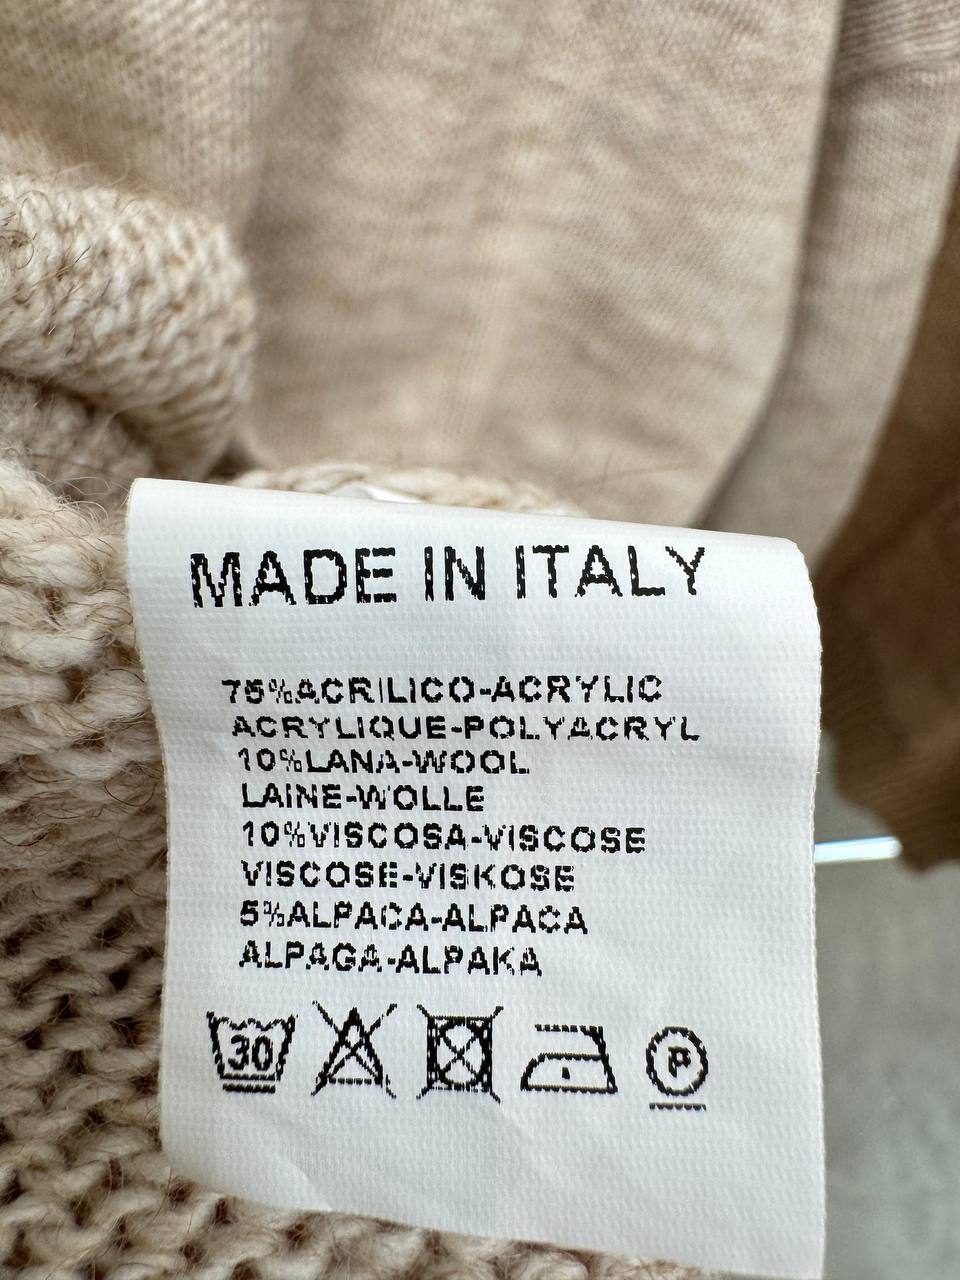 MADE IN ITALY
75%ACRILICO-ACRYLIC
ACRYLIQUE-POLYACRYL
10%LANA-WOOL
LAINE-WOLLE
10%VISCOSA-VISCOSE
VISCOSE-VISKOSE
5%ALPACA-ALPACA
ALPAGA-ALPAKA
30 P